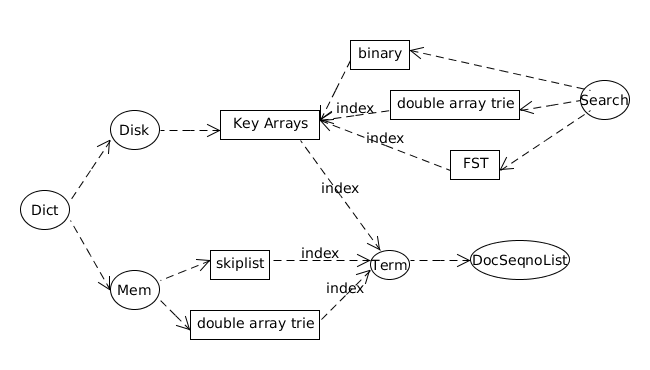 binary
Search
index
double array trie
Key Arrays
Disk
index
FST
index
Dict
index
skiplist
Term
DocSeqnoList
Mem
index
double array trie